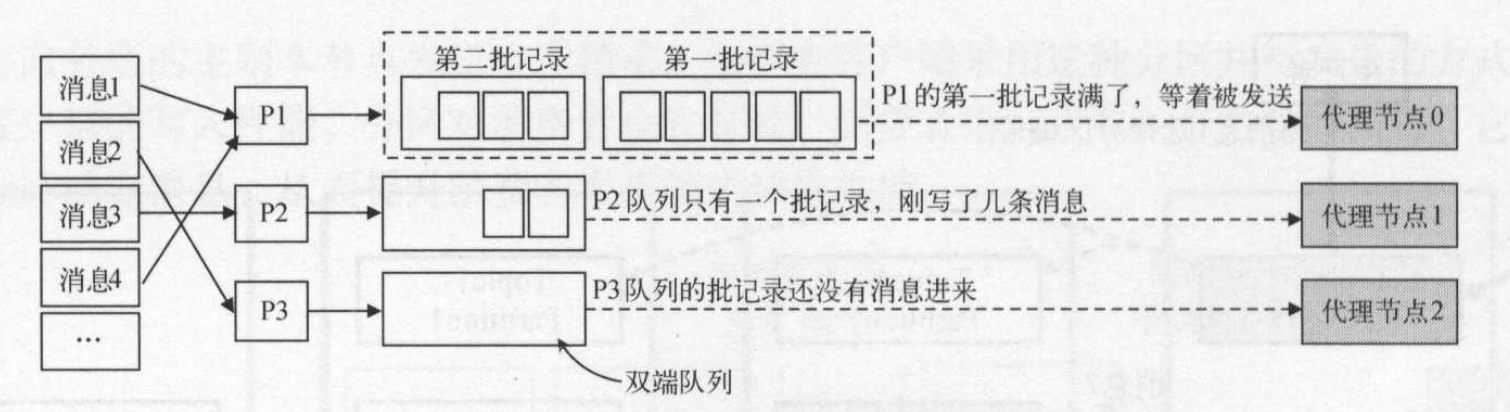 消息1
消息2
消息3
消息4
...
P1
P2
P3
第一批记录
第一批记录
P1的第一批记录满了，等着被发送
P2队列只有一个批记录，刚写了几条消息
P3队列的批记录还没有消息进来
双端队列
代理节点0
代理节点1
代理节点2